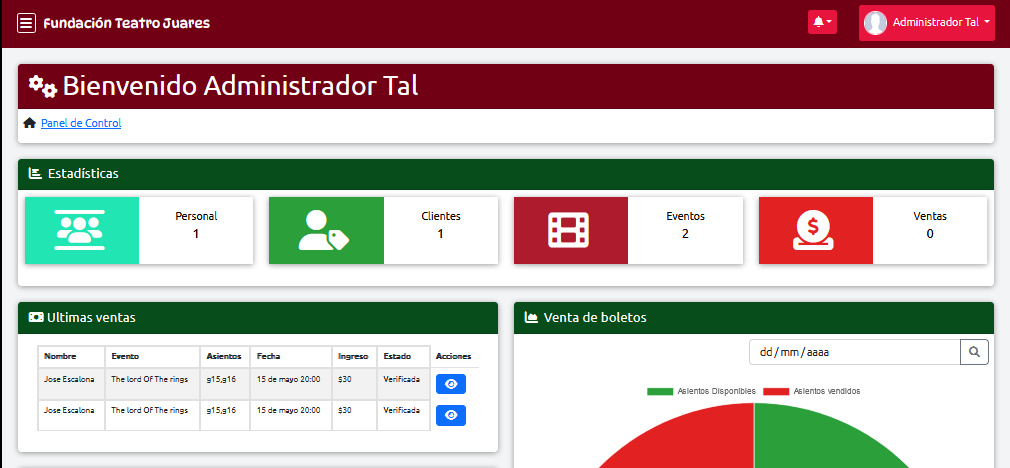 Fundación Teatro Juares
Administrador Tal
Bienvenido Administrador Tal
Panel de Control
Estadísticas
Personal
1
Clientes
1
Eventos
2
Ventas
0
Ultimas ventas
Nombre Evento Asientos Fecha Ingreso Estado Acciones
Jose Escalona The lord Of The rings g15,g16 15 de mayo 20:00 $30 Verificada
Jose Escalona The lord Of The rings g15,g16 15 de mayo 20:00 $30 Verificada
Venta de boletos
dd/mm/aaaa
Asientos Disponibles Asientos vendidos